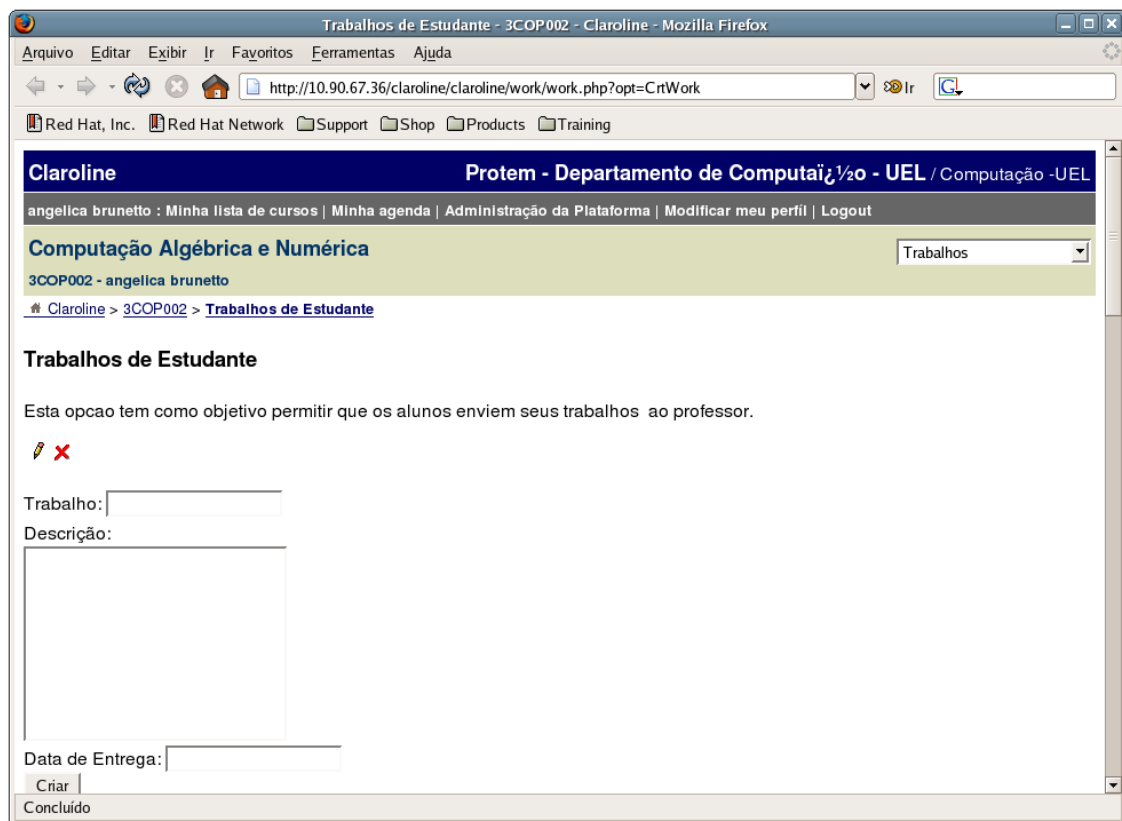 Trabalhos de Estudante - 3COP002 - Claroline - Mozilla Firefox
Arquivo Editar Exibir Ir Favoritos Ferramentas Ajuda
http://10.90.67.36/claroline/claroline/work/work.php?opt=CrtWork Ir G
Red Hat, Inc. Red Hat Network Support Shop Products Training
Claroline Protem - Departamento de Computaï¿½o - UEL / Computação -UEL
angelica brunetto : Minha lista de cursos | Minha agenda | Administração da Plataforma | Modificar meu perfíl | Logout
Computação Algébrica e Numérica Trabalhos
3COP002 - angelica brunetto
Claroline > 3COP002 > Trabalhos de Estudante
Trabalhos de Estudante
Esta opcao tem como objetivo permitir que os alunos enviem seus trabalhos ao professor.
Trabalho:
Descrição:
Data de Entrega:
Criar
Concluído